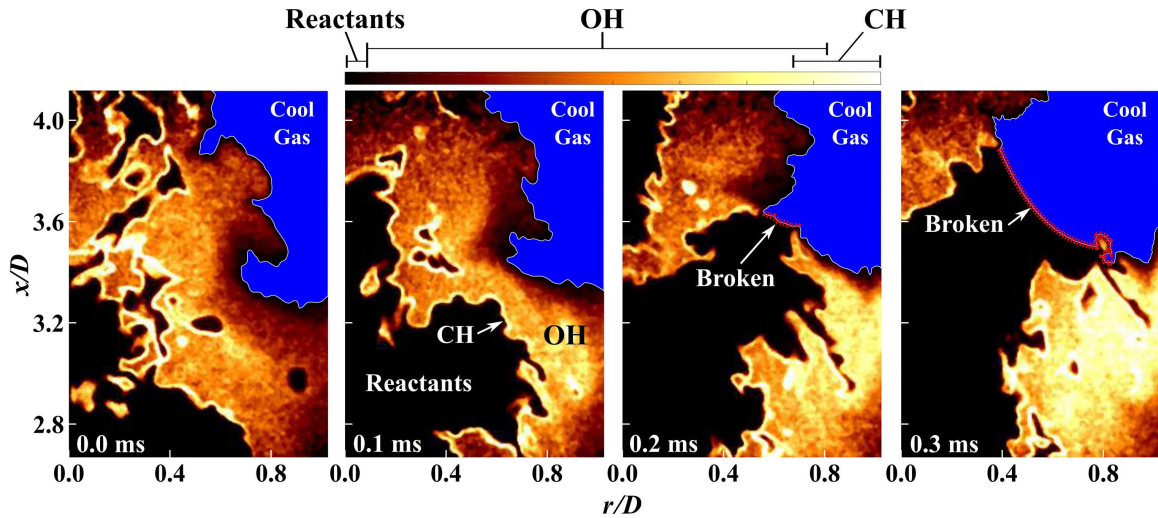 Reactants OH CH
4.0 3.6 3.2 2.8
x/D
Cool
Gas
0.0 ms
Cool
Gas
CH OH
Reactants
0.1 ms
Cool
Gas
Broken
0.2 ms
Cool
Gas
Broken
0.3 ms
0.0 0.4 0.8 0.0 0.4 0.8 0.0 0.4 0.8 0.0 0.4 0.8
r/D